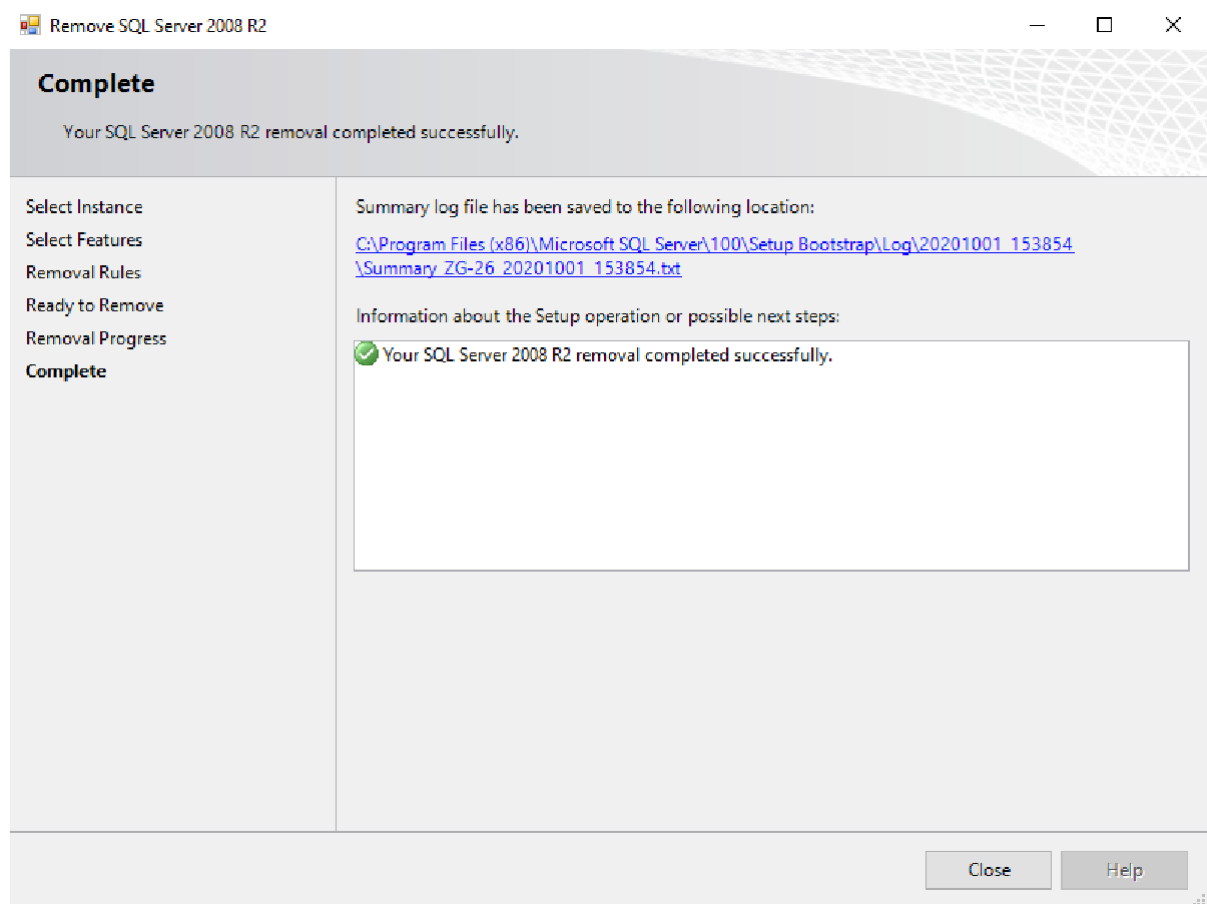 Remove SQL Server 2008 R2
Complete
Your SQL Server 2008 R2 removal completed successfully.
Select Instance
Select Features
Removal Rules
Ready to Remove
Removal Progress
Complete
Summary log file has been saved to the following location:
C:\Program Files (x86)\Microsoft SQL Server\100\Setup Bootstrap\Log\20201001_153854
\Summary_ZG-26_20201001_153854.txt
Information about the Setup operation or possible next steps:
Your SQL Server 2008 R2 removal completed successfully.
Close
Help